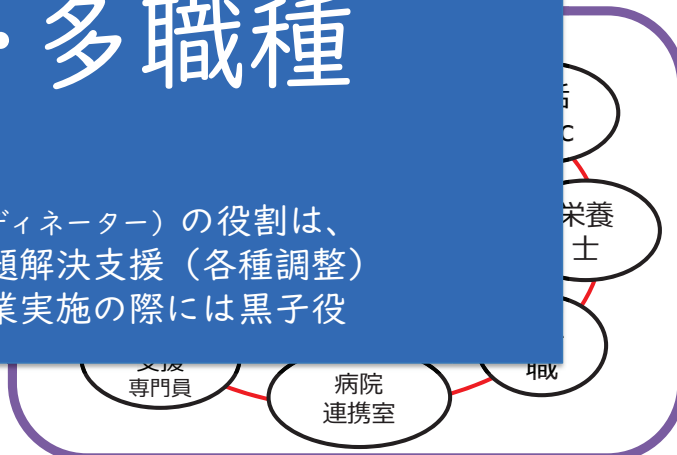 ・多職種
ディネーター）の役割は、
題解決支援（各種調整）
業実施の際には黒子役
栄養
士
職
支援
専門員
病院
連携室